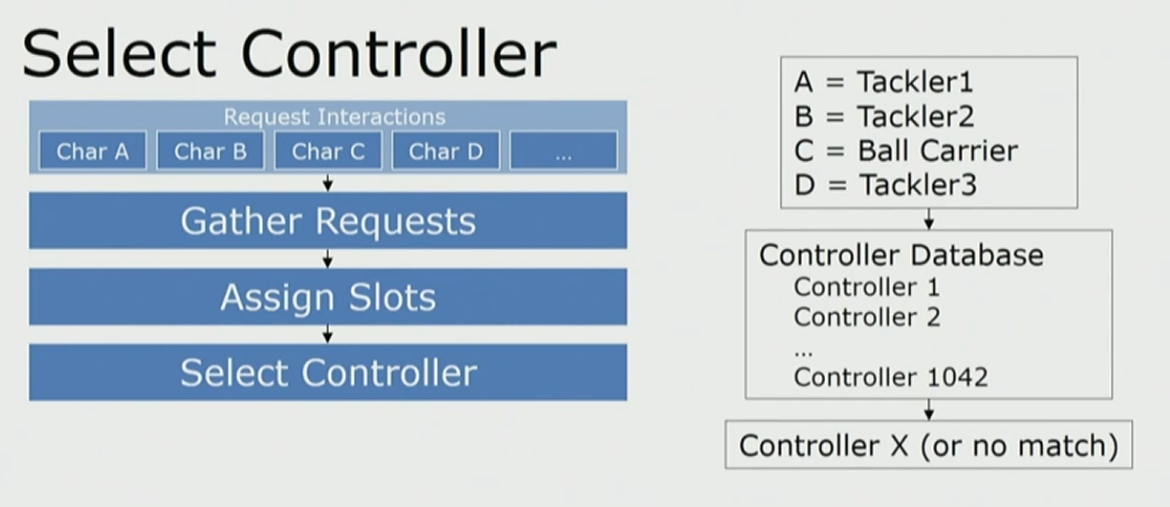 Select Controller
Request Interactions
Char A
Char B
Char C
Char D
...
Gather Requests
Assign Slots
Select Controller
A = Tackler1
B = Tackler2
C = Ball Carrier
D = Tackler3
Controller Database
Controller 1
Controller 2
...
Controller 1042
Controller X (or no match)